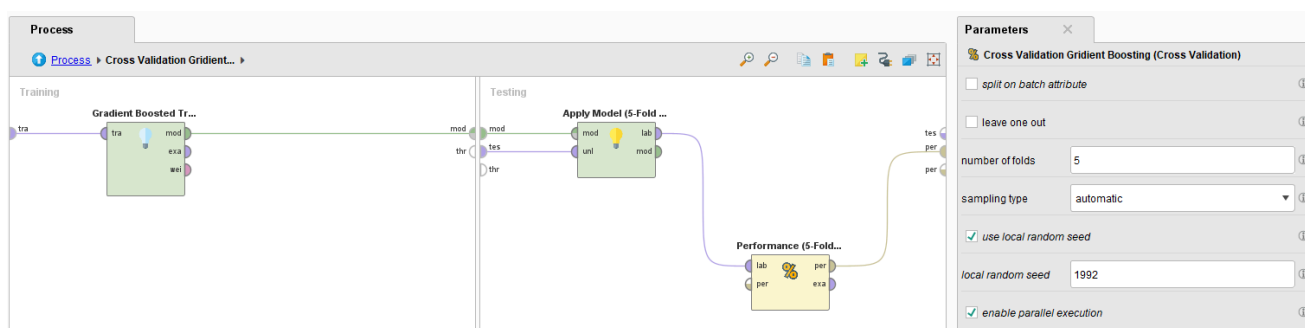 Process
Process ▸ Cross Validation Gridient... ▸
Training
Gradient Boosted Tr...
tra
tra
mod
exa
wei
mod
thr
Testing
Apply Model (5-Fold ...
mod
tes
thr
mod
unl
lab
mod
Performance (5-Fold...
lab
per
per
exa
tes
per
per
Parameters ×
% Cross Validation Gridient Boosting (Cross Validation)
split on batch attribute
leave one out
number of folds 5
sampling type automatic
use local random seed
local random seed 1992
enable parallel execution